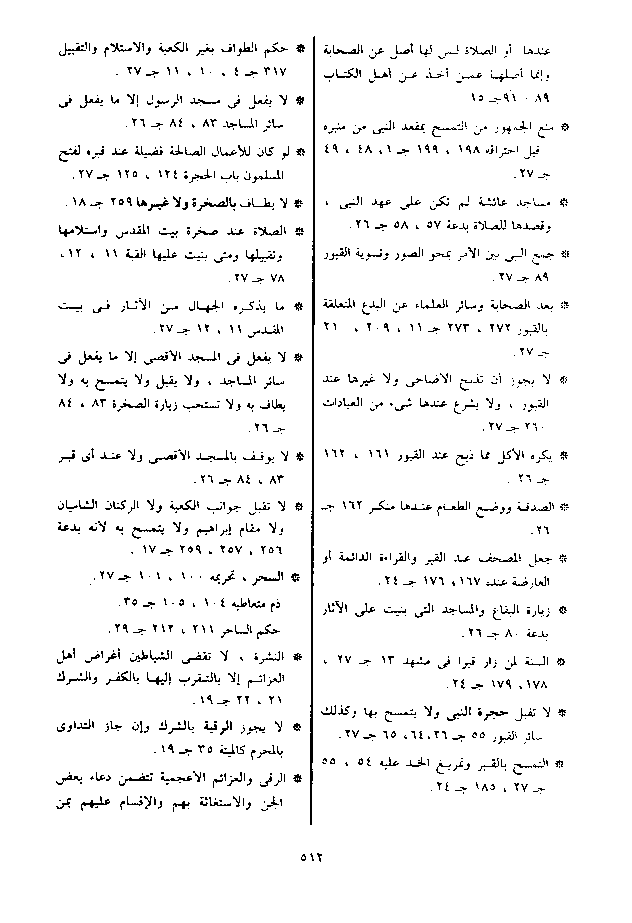 عندها أو الصلاة ليس لها أصل عن الصحابة
وإنما أصلها عمن أخذ عن أهل الكتاب
٨٩ - ٩١ جـ ١٥
* منع الجمهور من التمسح بمقعد النبي من منبره
قبل احتراقه ١٩٨ ، ١٩٩ جـ ١ ، ٤٨ ، ٤٩
جـ ٢٧.
* مساجد عائشة لم تكن على عهد النبى ،
وقصدها للصلاة بدعة ٥٧ ، ٥٨ جـ ٢٦.
* جمع النبى بين الأمر بمحو الصور وتسوية القبور
٨٩ جـ ٢٧.
* بعد الصحابة وسائر العلماء عن البدع المتعلقة
بالقبور ٢٧٢ ، ٢٧٣ جـ ١١ ، ٢٠٩ ، ٢١
جـ ٢٧.
* لا يجوز أن تذبح الأضاحى ولا غيرها عند
القبور ، ولا يشرع عندها شىء من العبادات
٢٦٠ جـ ٢٧.
* يكره الأكل مما ذبح عند القبور ١٦١ ، ١٦٢
جـ ٢٦ .
* الصدقة ووضع الطعام عندها منكر ١٦٢ جـ
٢٦.
* جعل المصحف عند القبر والقراءة الدائمة أو
العارضة عنده ١٦٧ ، ١٧٦ جـ ٢٤.
* زيارة البقاع والمساجد التى بنيت على الآثار
بدعة ٨٠ جـ ٢٦.
* السنة لمن زار قبرا فى مشهد ١٣ جـ ٢٧ ،
١٧٨ ، ١٧٩ جـ ٢٤.
* لا تقبل حجرة النبى ولا يتمسح بها وكذلك
سائر القبور ٥٥ جـ ٢٦ ، ٦٤ ، ٦٥ جـ ٢٧.
* التمسح بالقبر وتمريغ الخد عليه ٥٤ ، ٥٥
جـ ٢٧ ، ١٨٥ جـ ٢٤.
* حكم الطواف بغير الكعبة والاستلام والتقبيل
٣١٧ جـ ٤ ، ١٠ ، ١١ جـ ٢٧ .
* لا يفعل فى مسجد الرسول إلا ما يفعل فى
سائر المساجد ٨٣ ، ٨٤ جـ ٢٦.
* لو كان للأعمال الصالحة فضيلة عند قبره لفتح
المسلمون باب الحجرة ١٢٤ ، ١٢٥ جـ ٢٧.
* لا يطاف بالصخرة ولا غيرها ٢٥٩ جـ ١٨.
* الصلاة عند صخرة بيت المقدس واستلامها
وتقبيلها ومتى بنيت عليها القبة ١١ ، ١٢ ،
٧٨ جـ ٢٧.
* ما يذكره الجهال من الآثار فى بيت
المقدس ١١ ، ١٢ جـ ٢٧.
* لا يفعل فى المسجد الأقصى إلا ما يفعل فى
سائر المساجد ، ولا يقبل ولا يتمسح به ولا
يطاف به ولا تستحب زيارة الصخرة ٨٣ ، ٨٤
جـ ٢٦.
* لا يوقف بالمسجد الأقصى ولا عند أى قبر
٨٣ ، ٨٤ جـ ٢٦.
* لا تقبل جوانب الكعبة ولا الركنان الشاميان
ولا مقام إبراهيم ولا يتمسح به لأنه بدعة
٢٥٦ ، ٢٥٧ ، ٢٥٩ جـ ١٧ .
* السحر ، تحريمه ١٠٠ ، ١٠١ جـ ٢٧.
ذم متعاطيه ١٠٤ ، ١٠٥ جـ ٣٥.
حكم الساحر ٢١١ ، ٢١٢ جـ ٢٩.
* النشرة ، لا تقضى الشياطين أغراض أهل
العزائم إلا بالتقرب إليها بالكفر والشرك
٢١ ، ٢٢ جـ ١٩.
* لا يجوز الرقية بالشرك وإن جاز التداوى
بالمحرم كالميتة ٣٥ جـ ١٩.
* الرقى والعزائم الأعجمية تتضمن دعاء بعض
الجن والاستغاثة بهم والإقسام عليهم بمن
٥١٢